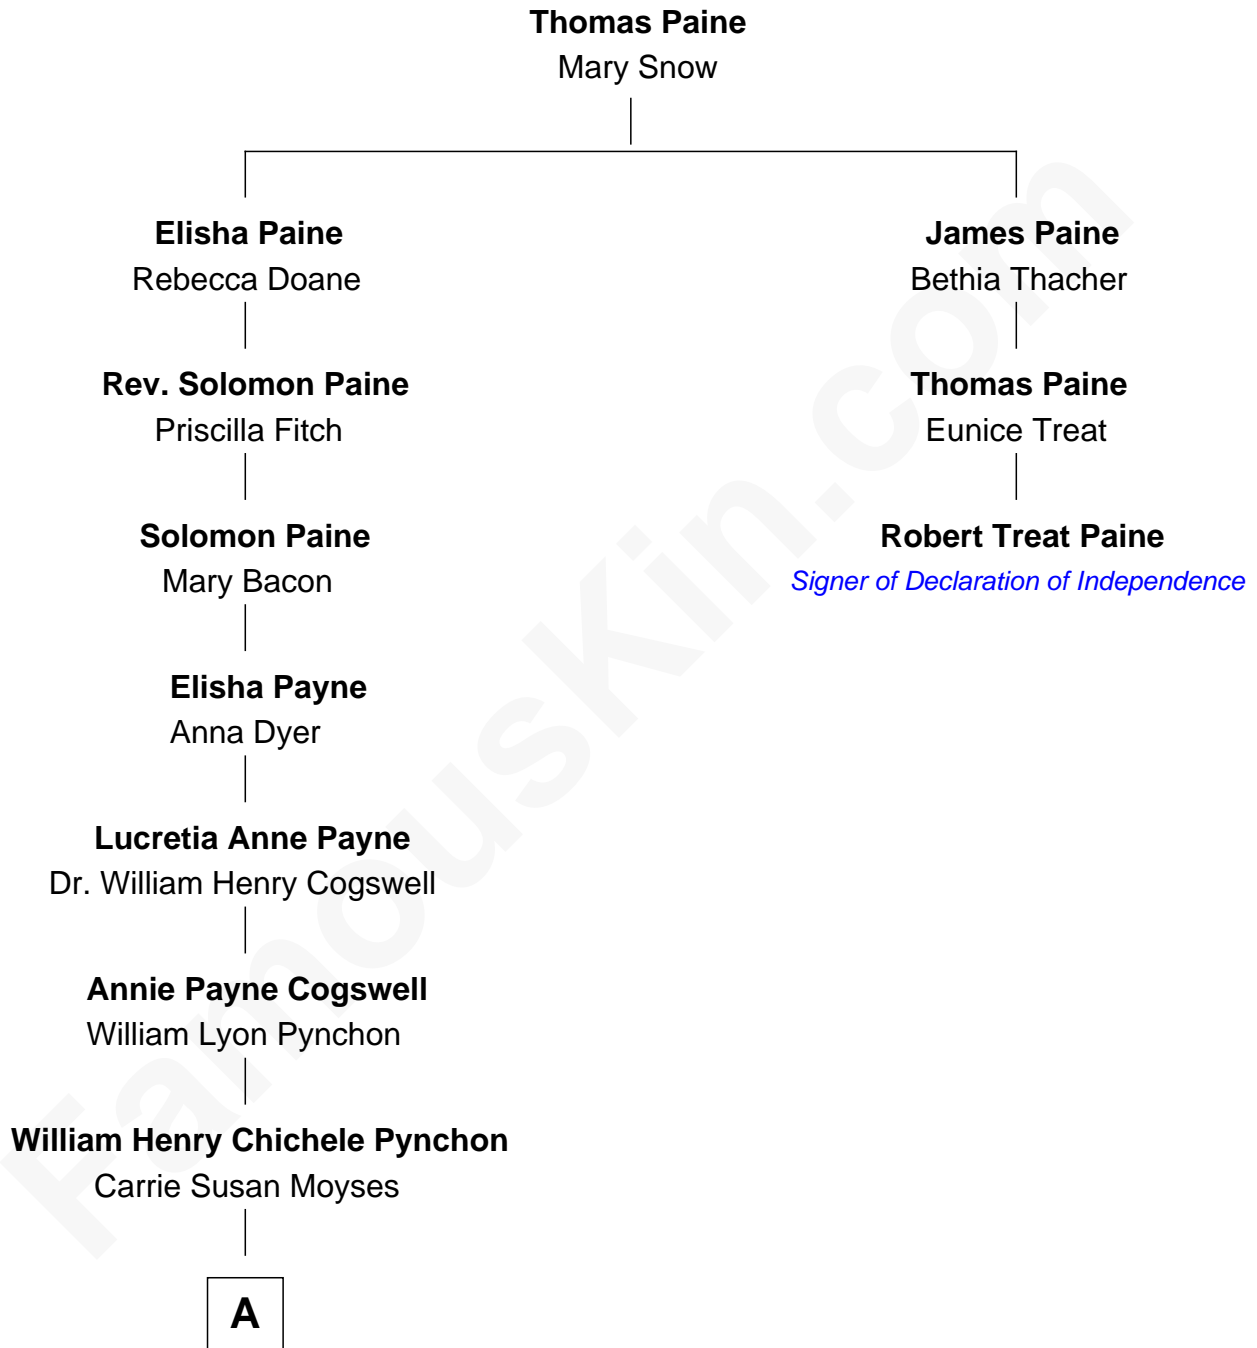 Thomas Paine
Mary Snow
Elisha Paine
Rebecca Doane
James Paine
Bethia Thacher
Rev. Solomon Paine
Priscilla Fitch
Thomas Paine
Eunice Treat
Solomon Paine
Mary Bacon
Robert Treat Paine
Signer of Declaration of Independence
Elisha Payne
Anna Dyer
Lucretia Anne Payne
Dr. William Henry Cogswell
Annie Payne Cogswell
William Lyon Pynchon
William Henry Chichele Pynchon
Carrie Susan Moyses
A
FamousKin.com